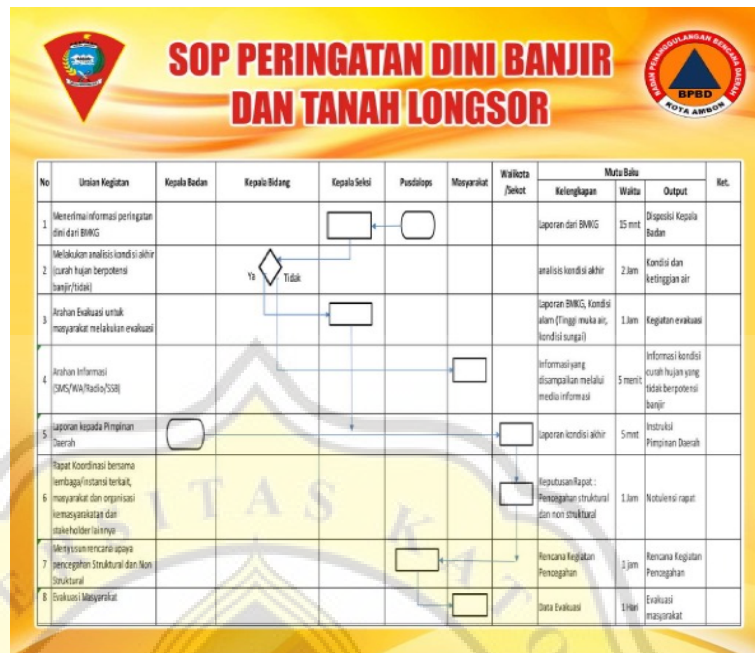 SOP PERINGATAN DINI BANJIR
DAN TANAH LONGSOR
BADAN PENANGGULANGAN BENCANA DAERAH
BPBD
KOTA AMBON
No
Uraian Kegiatan
Kepala Badan
Kepala Bidang
Kepala Seksi
Pusdalops
Masyarakat
Walikota
/Sekot
Mutu Baku
Kelengkapan
Waktu
Output
Ket.
1
Menerima informasi peringatan
dini dari BMKG
Laporan dari BMKG
15 mnt
Disposisi Kepala
Badan
2
Melakukan analisis kondisi akhir
(curah hujan berpotensi
banjir/tidak)
Ya
Tidak
analisis kondisi akhir
2 Jam
Kondisi dan
ketinggian air
3
Arahan Evakuasi untuk
masyarakat melakukan evakuasi
Laporan BMKG, Kondisi
alam (Tinggi muka air,
kondisi sungai)
1 Jam
Kegiatan evakuasi
4
Arahan Informasi
(SMS/WA/Radio/SSB)
Informasi yang
disampaikan melalui
media informasi
5 menit
Informasi kondisi
curah hujan yang
tidak berpotensi
banjir
5
Laporan kepada Pimpinan
Daerah
Laporan kondisi akhir
5 mnt
Instruksi
Pimpinan Daerah
6
Rapat Koordinasi bersama
lembaga/instansi terkait,
masyarakat dan organisasi
kemasyarakatan dan
stakeholder lainnya
Keputusan Rapat :
Pencegahan struktural
dan non struktural
1 Jam
Notulensi rapat
7
Menyusun rencana upaya
pencegahan Struktural dan Non
Struktural
Rencana Kegiatan
Pencegahan
1 jam
Rencana Kegiatan
Pencegahan
8
Evakuasi Masyarakat
Data Evakuasi
1 Hari
Evakuasi
masyarakat